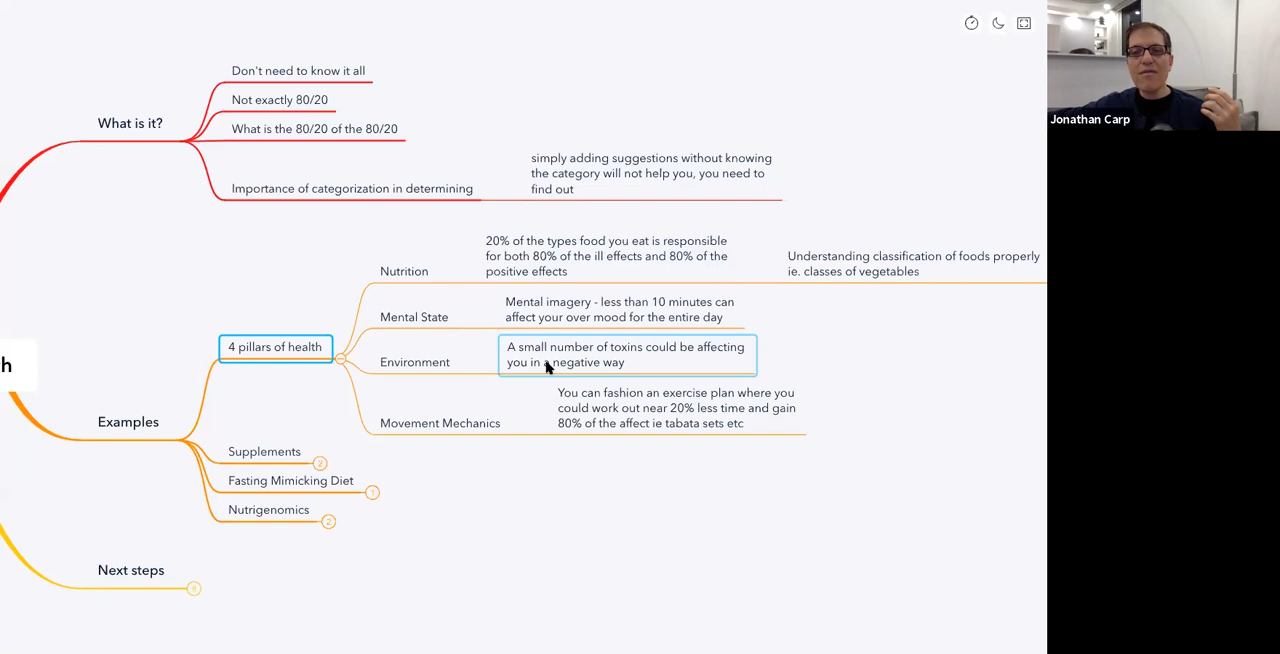 Jonathan Carp
What is it?
Don't need to know it all
Not exactly 80/20
What is the 80/20 of the 80/20
Importance of categorization in determining
simply adding suggestions without knowing
the category will not help you, you need to
find out
h
Examples
4 pillars of health
Nutrition
20% of the types food you eat is responsible
for both 80% of the ill effects and 80% of the
positive effects
Understanding classification of foods properly
ie. classes of vegetables
Mental State
Mental imagery - less than 10 minutes can
affect your over mood for the entire day
Environment
A small number of toxins could be affecting
you in a negative way
Movement Mechanics
You can fashion an exercise plan where you
could work out near 20% less time and gain
80% of the affect ie tabata sets etc
Supplements
2
Fasting Mimicking Diet
1
Nutrigenomics
2
Next steps